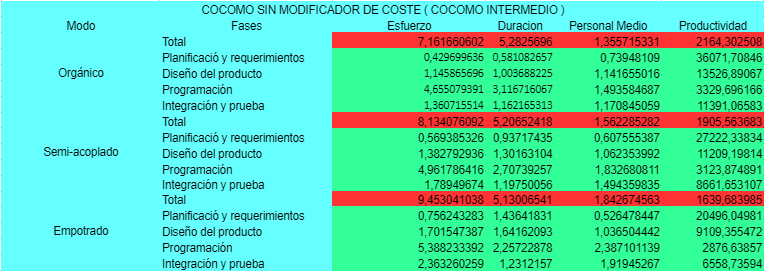 COCOMO SIN MODIFICADOR DE COSTE ( COCOMO INTERMEDIO )
Modo Fases Esfuerzo Duracion Personal Medio Productividad
Total 7,161660602 5,2825696 1,355715331 2164,302508
Planificació y requerimientos 0,429699636 0,581082657 0,73948109 36071,70846
Orgánico Diseño del producto 1,145865696 1,003688225 1,141655016 13526,89067
Programación 4,655079391 3,116716067 1,493584687 3329,696166
Integración y prueba 1,360715514 1,162165313 1,170845059 11391,06583
Total 8,134076092 5,20652418 1,562285282 1905,563683
Planificació y requerimientos 0,569385326 0,93717435 0,607555387 27222,33834
Semi-acoplado Diseño del producto 1,382792936 1,30163104 1,062353992 11209,19814
Programación 4,961786416 2,70739257 1,832680811 3123,874891
Integración y prueba 1,78949674 1,19750056 1,494359835 8661,653107
Total 9,453041038 5,13006541 1,842674563 1639,683985
Planificació y requerimientos 0,756243283 1,43641831 0,526478447 20496,04981
Empotrado Diseño del producto 1,701547387 1,64162093 1,036504442 9109,355472
Programación 5,388233392 2,25722878 2,387101139 2876,63857
Integración y prueba 2,363260259 1,2312157 1,91945267 6558,73594